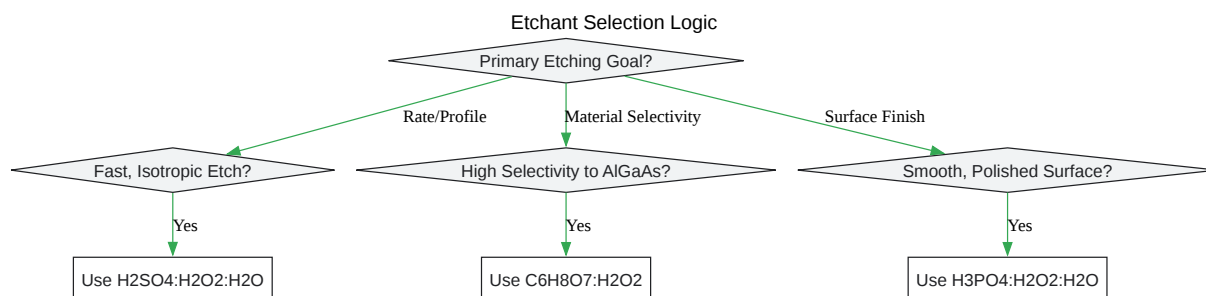 Etchant Selection Logic
Primary Etching Goal?
Rate/Profile
Material Selectivity
Surface Finish
Fast, Isotropic Etch?
High Selectivity to AlGaAs?
Smooth, Polished Surface?
Yes
Yes
Yes
Use H2SO4:H2O2:H2O
Use C6H8O7:H2O2
Use H3PO4:H2O2:H2O